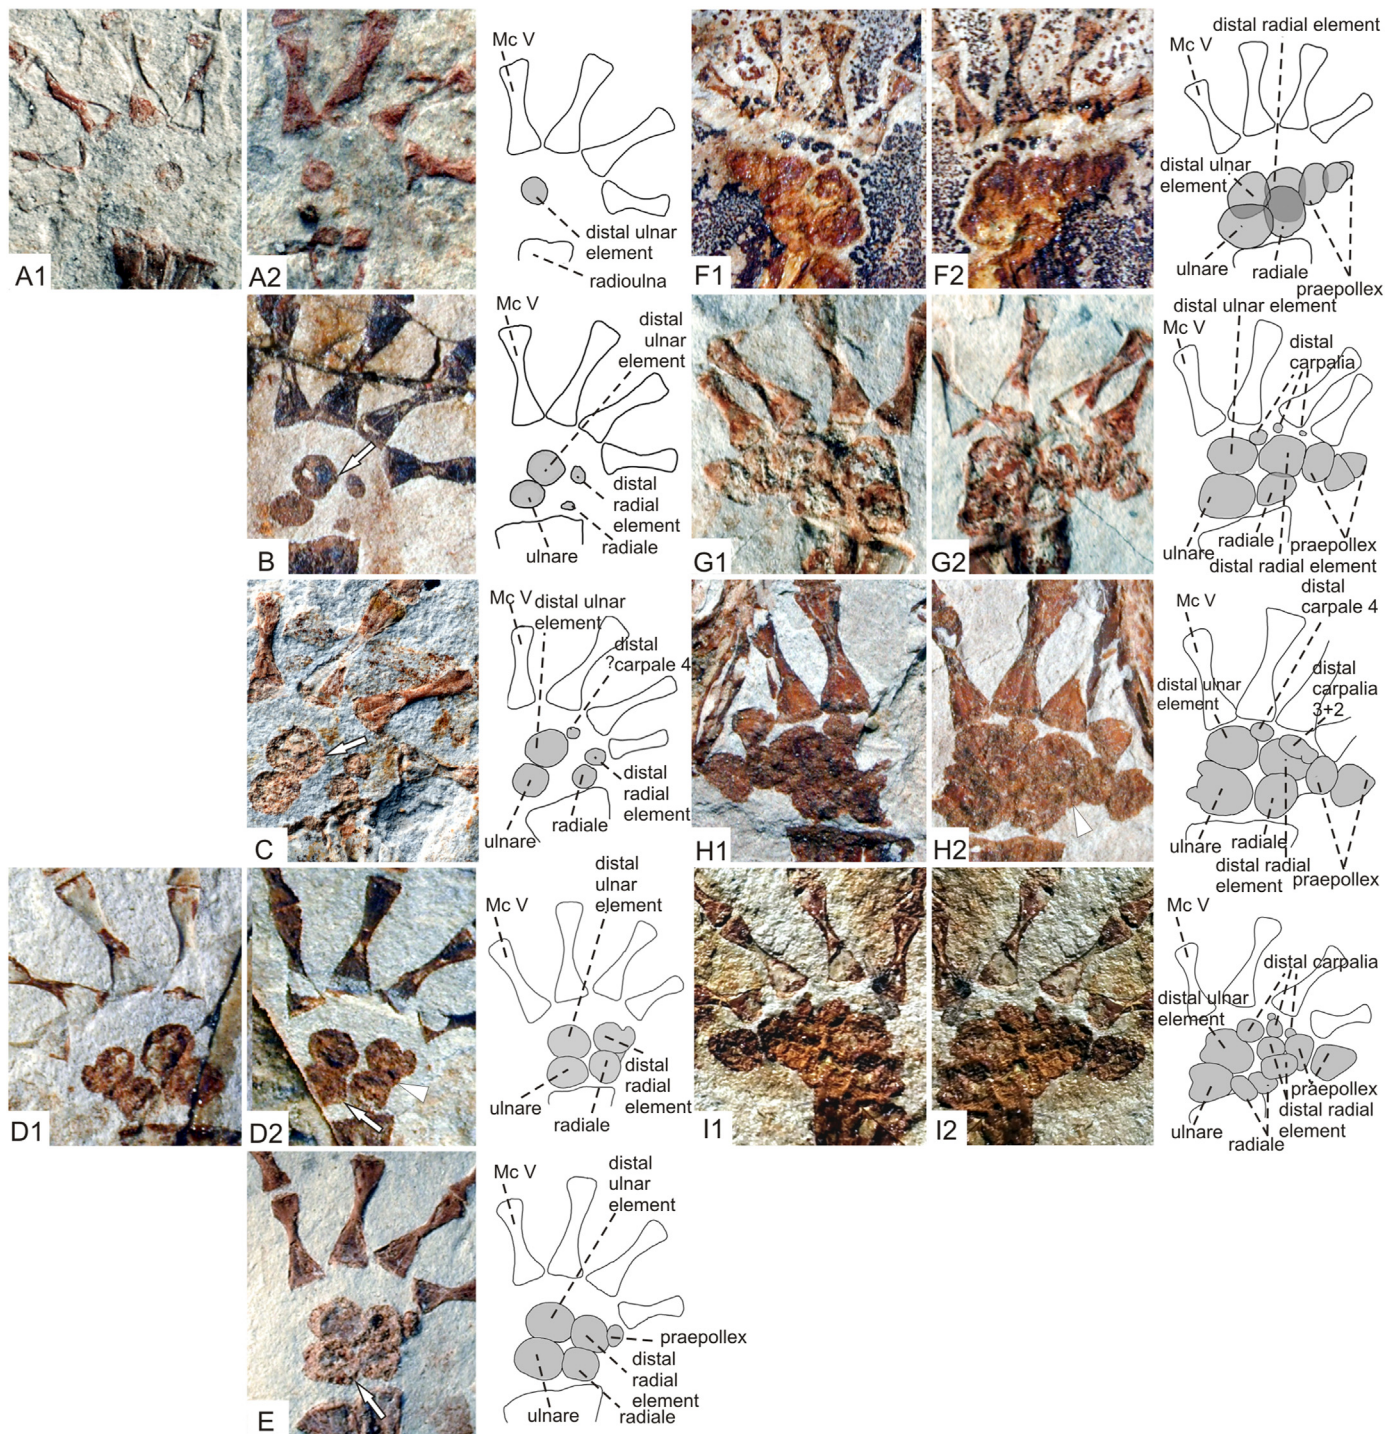 A1
A2
Mc V
distal ulnar
element
radioulna
F1
F2
distal radial element
Mc V
distal ulnar
element
ulnare
radiale
praepollex
B
Mc V
distal
ulnar
element
distal
radial
element
radiale
ulnare
G1
G2
distal ulnar element
Mc V
distal
carpalia
ulnare
radiale
praepollex
distal radial element
C
Mc V
distal ulnar
element
distal
?carpale 4
distal
radial
element
ulnare
radiale
H1
H2
distal
carpale 4
Mc V
distal ulnar
element
distal
carpalia
3+2
ulnare
radiale
distal radial
element
praepollex
D1
D2
distal
ulnar
element
Mc V
distal
radial
element
ulnare
radiale
I1
I2
Mc V
distal carpalia
distal ulnar
element
praepollex
distal radial
element
ulnare
radiale
E
Mc V
distal
ulnar
element
praepollex
distal
radial
element
ulnare
radiale